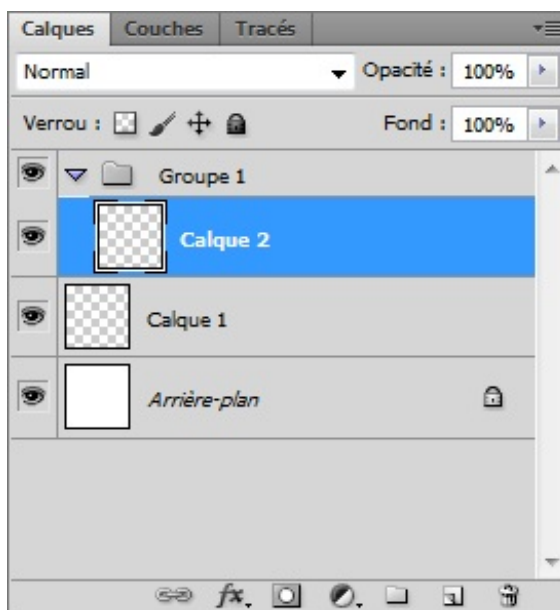 Calques Couches Tracés
Normal Opacité : 100%
Verrou : Fond : 100%
Groupe 1
Calque 2
Calque 1
Arrière-plan
fx.